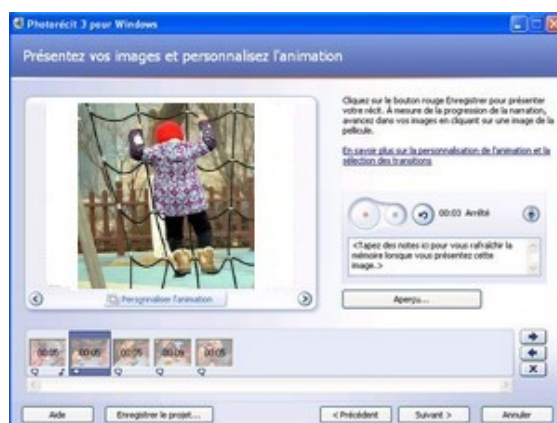 Photorécit 3 pour Windows
Présentez vos images et personnalisez l'animation
Cliquez sur le bouton rouge Enregistrer pour présenter
votre récit. À mesure de la progression de la narration,
avancez dans vos images en cliquant sur une image de la
pellicule.
En savoir plus sur la personnalisation de l'animation et la
sélection des transitions
00:03 Arrêté
<Tapez des notes ici pour vous rafraîchir la
mémoire lorsque vous présentez cette
image.>
Personnaliser l'animation
Aperçu...
00:05 00:05 00:05 00:05 00:05
Aide
Enregistrer le projet...
< Précédent
Suivant >
Annuler